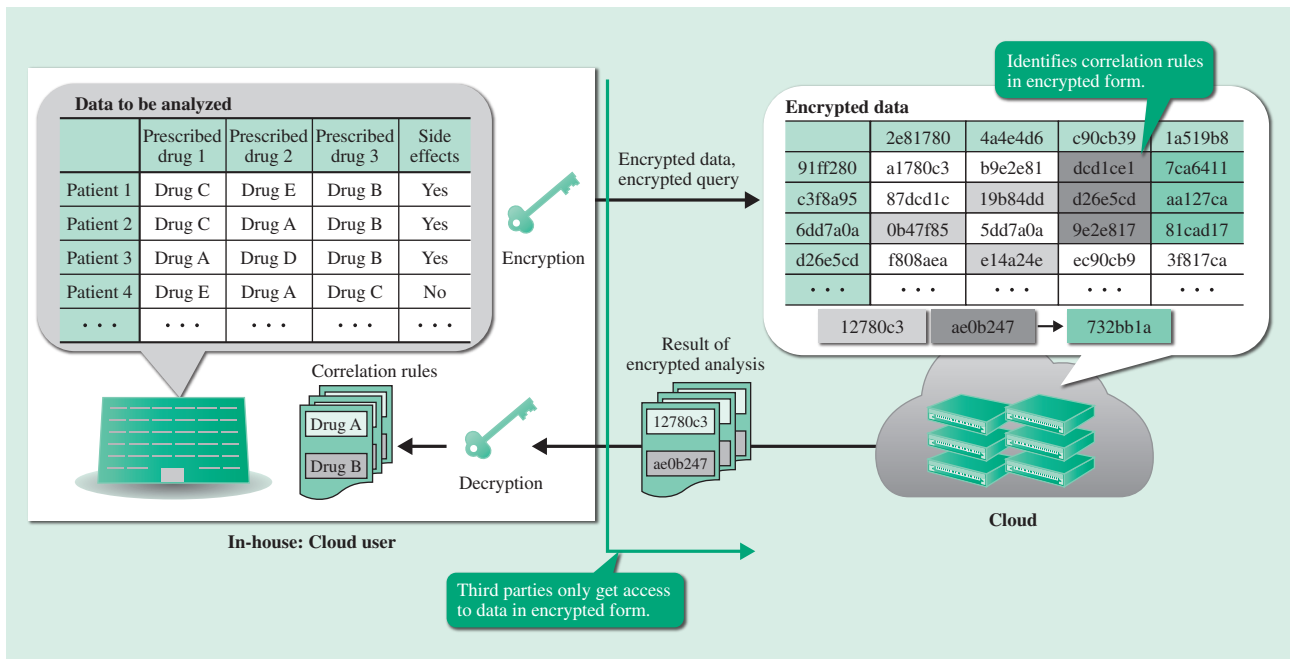 Data to be analyzed
Prescribed drug 1 Prescribed drug 2 Prescribed drug 3 Side effects
Patient 1 Drug C Drug E Drug B Yes
Patient 2 Drug C Drug A Drug B Yes
Patient 3 Drug A Drug D Drug B Yes
Patient 4 Drug E Drug A Drug C No
· · · · · · · · · · · · · · ·
Encryption
Encrypted data,
encrypted query
Identifies correlation rules
in encrypted form.
Encrypted data
2e81780 4a4e4d6 c90cb39 1a519b8
91ff280 a1780c3 b9e2e81 dcd1ce1 7ca6411
c3f8a95 87dcd1c 19b84dd d26e5cd aa127ca
6dd7a0a 0b47f85 5dd7a0a 9e2e817 81cad17
d26e5cd f808aea e14a24e ec90cb9 3f817ca
· · · · · · · · · · · · · · ·
12780c3 ae0b247 732bb1a
Correlation rules
Drug A
Drug B
Decryption
Result of
encrypted analysis
12780c3
ae0b247
Cloud
In-house: Cloud user
Third parties only get access
to data in encrypted form.